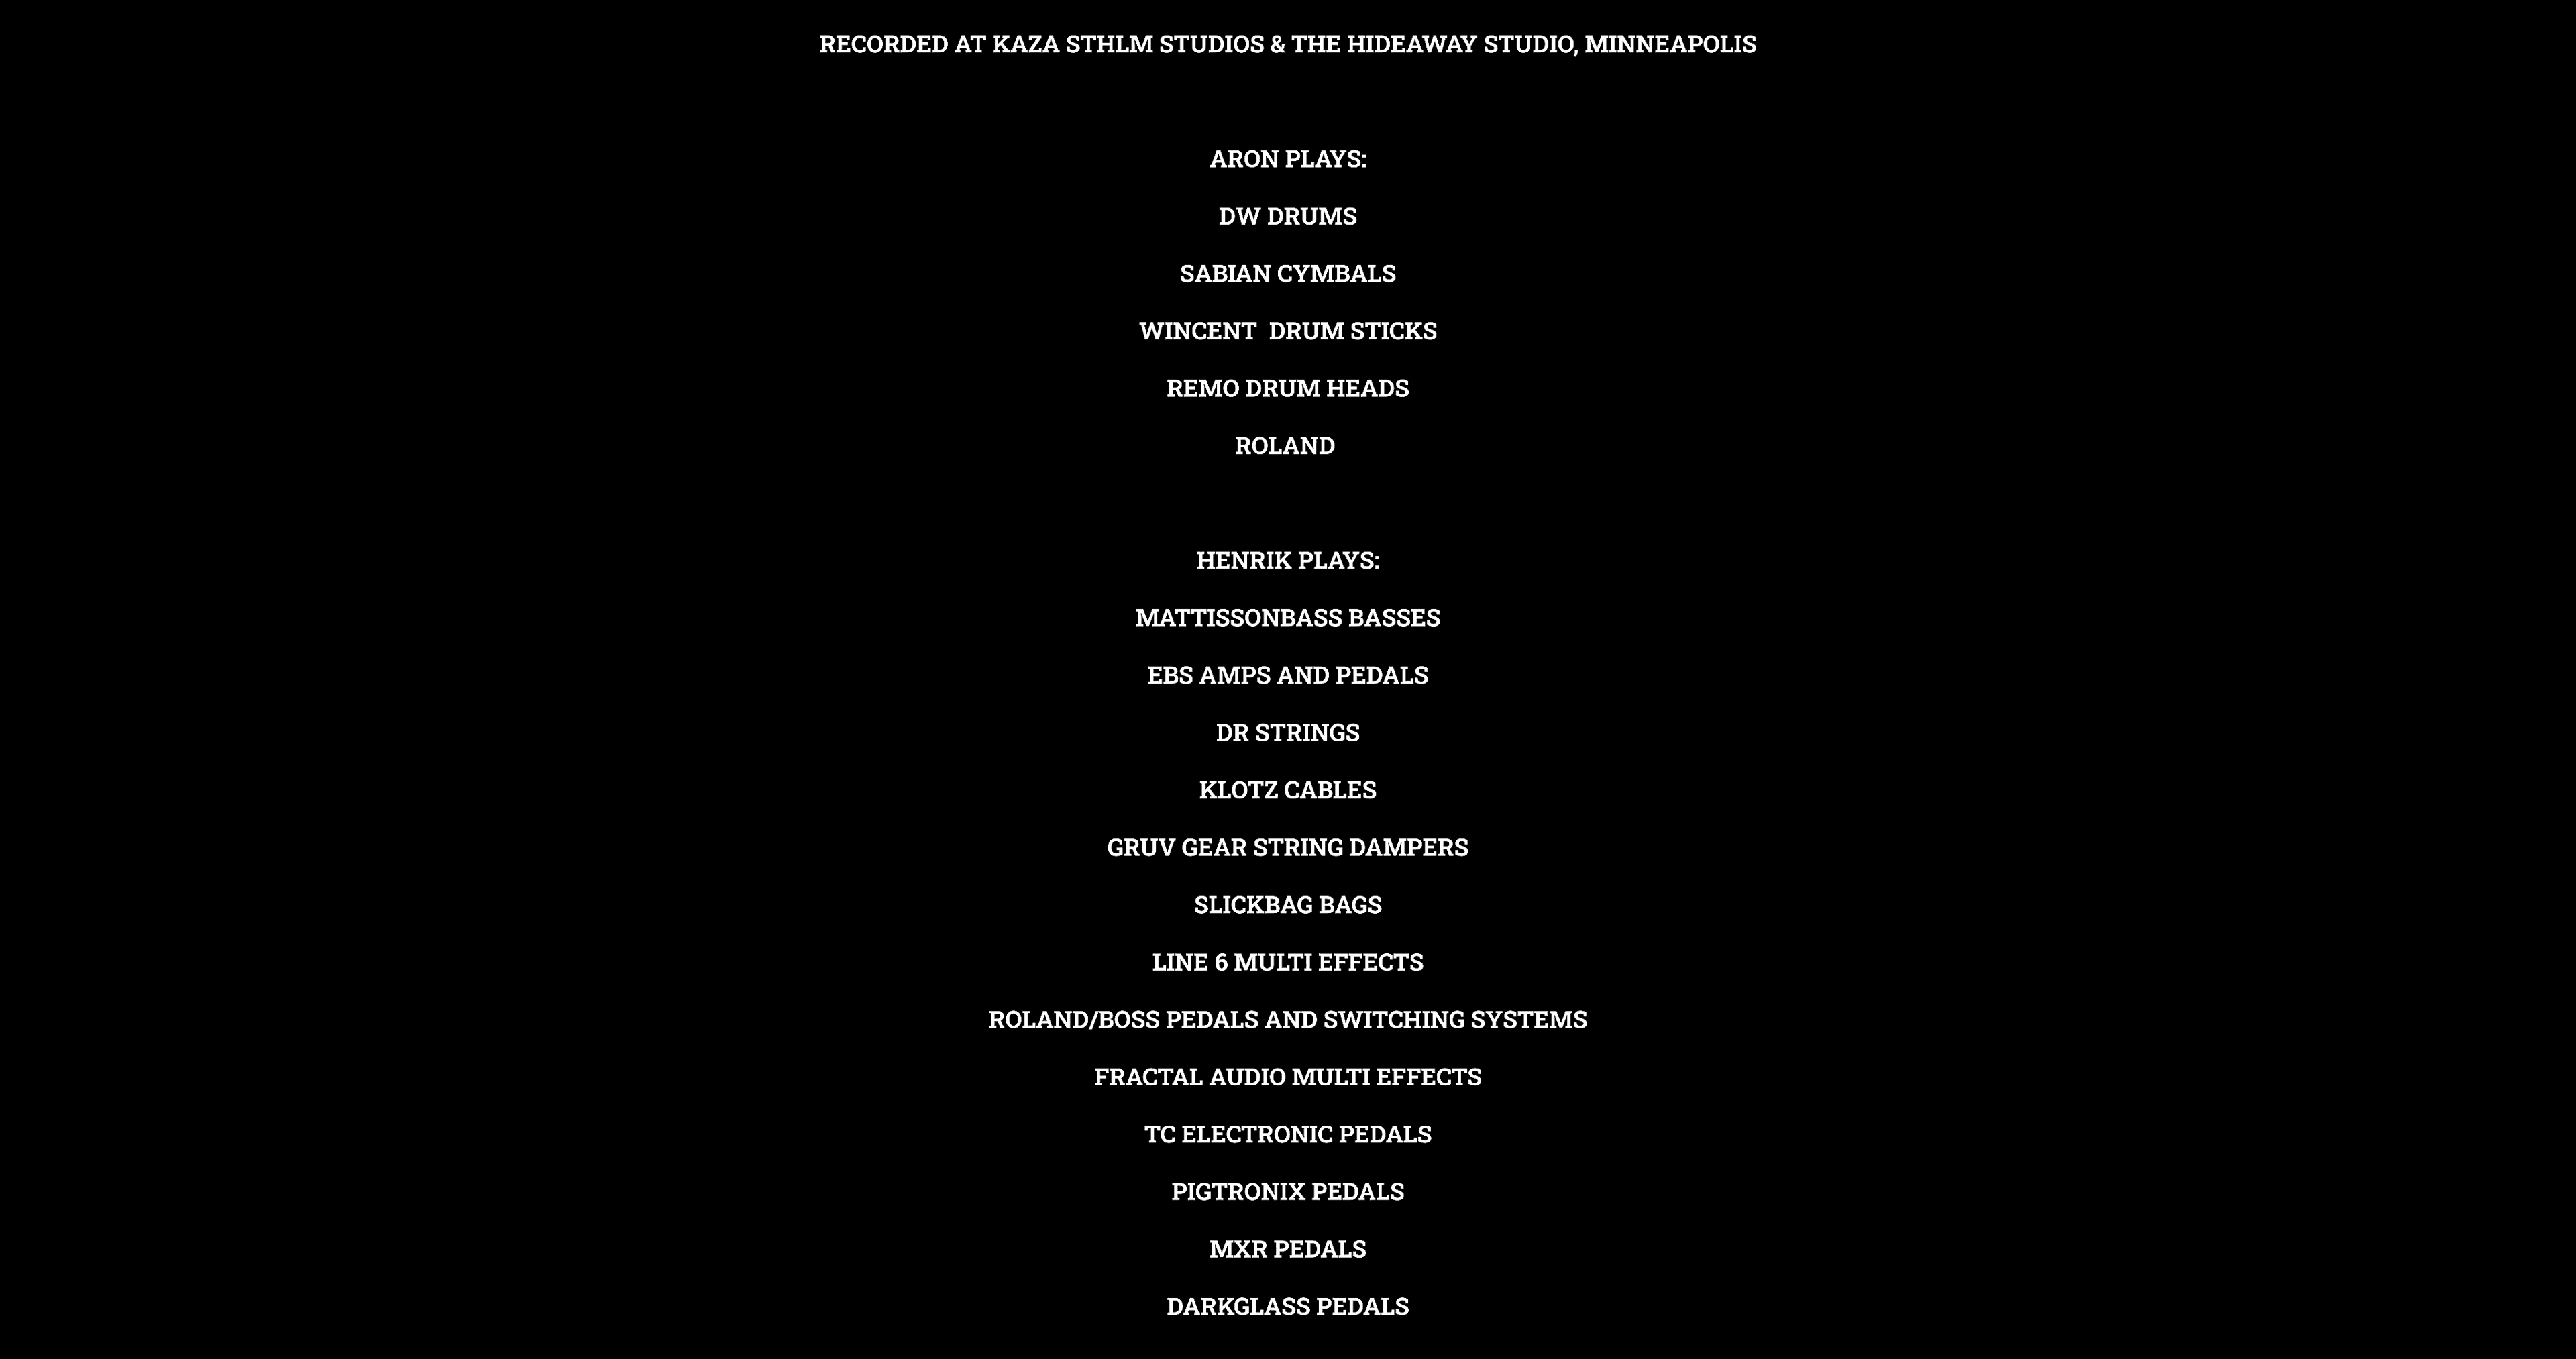 RECORDED AT KAZA STHLM STUDIOS & THE HIDEAWAY STUDIO, MINNEAPOLIS
ARON PLAYS:
DW DRUMS
SABIAN CYMBALS
WINCENT  DRUM STICKS
REMO DRUM HEADS
ROLAND
HENRIK PLAYS:
MATTISSONBASS BASSES
EBS AMPS AND PEDALS
DR STRINGS
KLOTZ CABLES
GRUV GEAR STRING DAMPERS
SLICKBAG BAGS
LINE 6 MULTI EFFECTS
ROLAND/BOSS PEDALS AND SWITCHING SYSTEMS
FRACTAL AUDIO MULTI EFFECTS
TC ELECTRONIC PEDALS
PIGTRONIX PEDALS
MXR PEDALS
DARKGLASS PEDALS